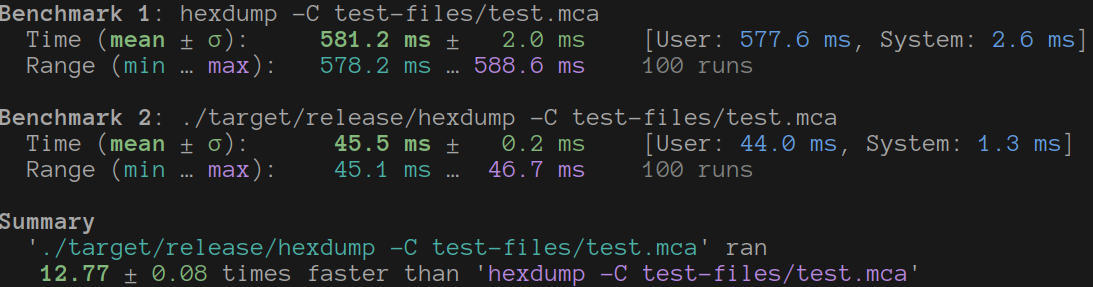 Benchmark 1: hexdump -C test-files/test.mca
Time (mean ± σ): 581.2 ms ± 2.0 ms [User: 577.6 ms, System: 2.6 ms]
Range (min … max): 578.2 ms … 588.6 ms 100 runs
Benchmark 2: ./target/release/hexdump -C test-files/test.mca
Time (mean ± σ): 45.5 ms ± 0.2 ms [User: 44.0 ms, System: 1.3 ms]
Range (min … max): 45.1 ms … 46.7 ms 100 runs
Summary
'./target/release/hexdump -C test-files/test.mca' ran
12.77 ± 0.08 times faster than 'hexdump -C test-files/test.mca'